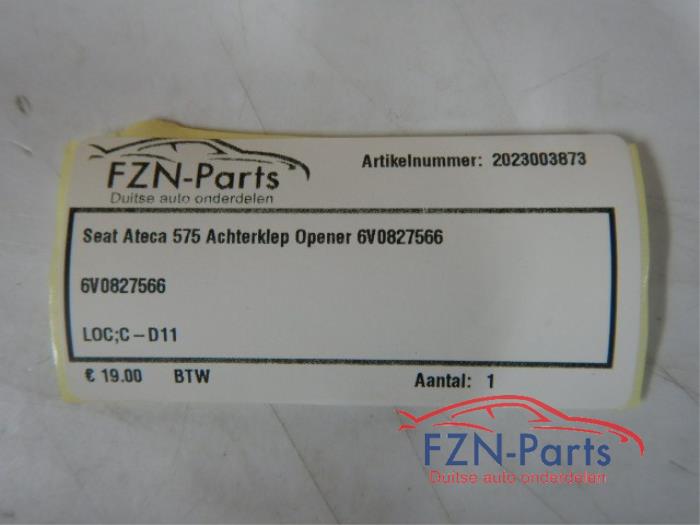 FZN-Parts
Duitse auto onderdelen
Artikelnummer: 2023003873
Seat Ateca 575 Achterklep Opener 6V0827566
6V0827566
LOC;C-D11
€ 19.00 BTW
Aantal: 1
FZN-Parts
Duitse auto onderdelen